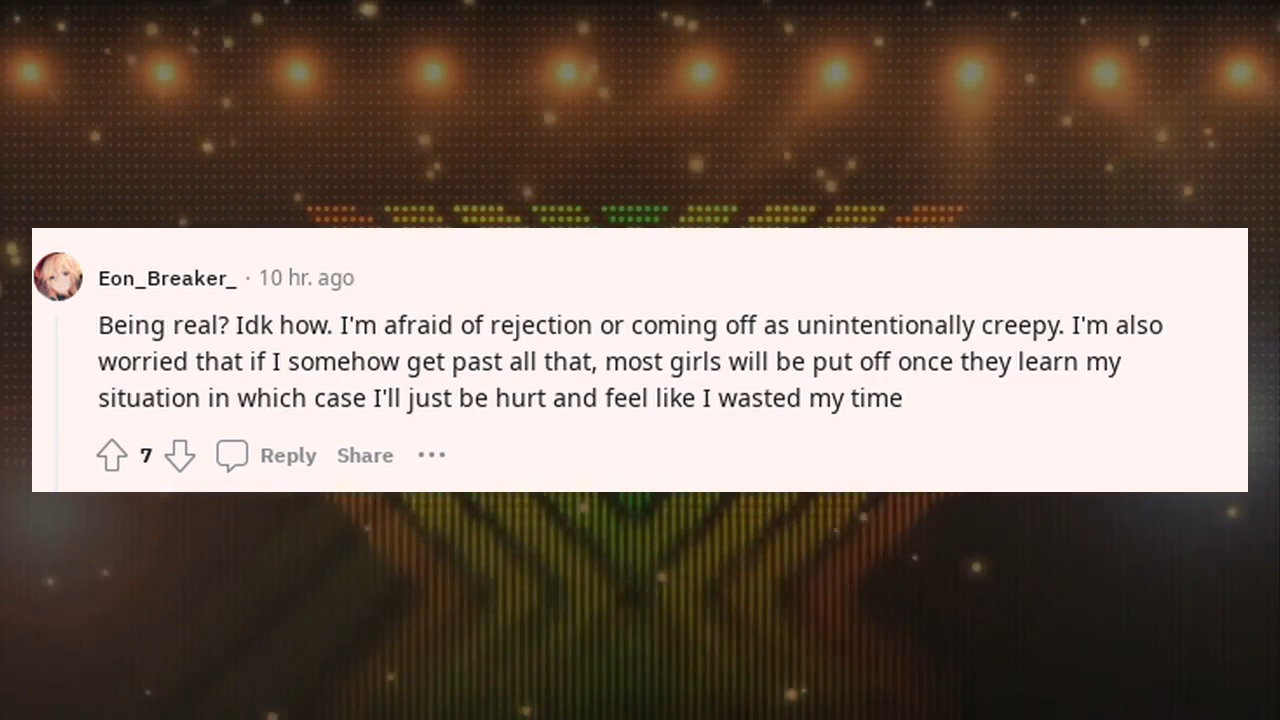 Eon_Breaker_ · 10 hr. ago
Being real? Idk how. I'm afraid of rejection or coming off as unintentionally creepy. I'm also
worried that if I somehow get past all that, most girls will be put off once they learn my
situation in which case I'll just be hurt and feel like I wasted my time
7 Reply Share •••